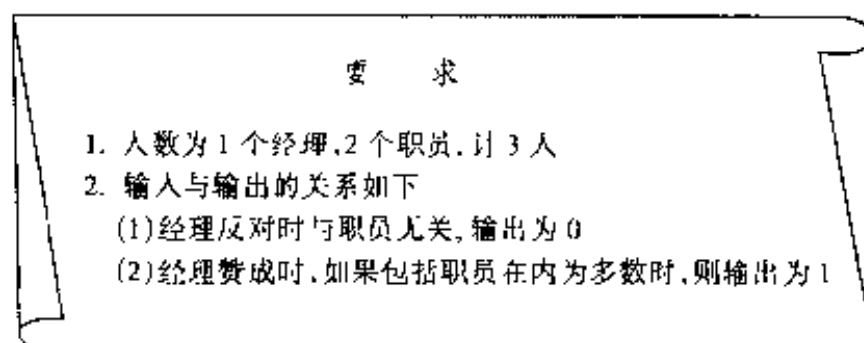 要 求
1. 人数为1个经理,2个职员,计3人
2. 输入与输出的关系如下
(1)经理反对时与职员无关,输出为0
(2)经理赞成时,如果包括职员在内为多数时,则输出为1